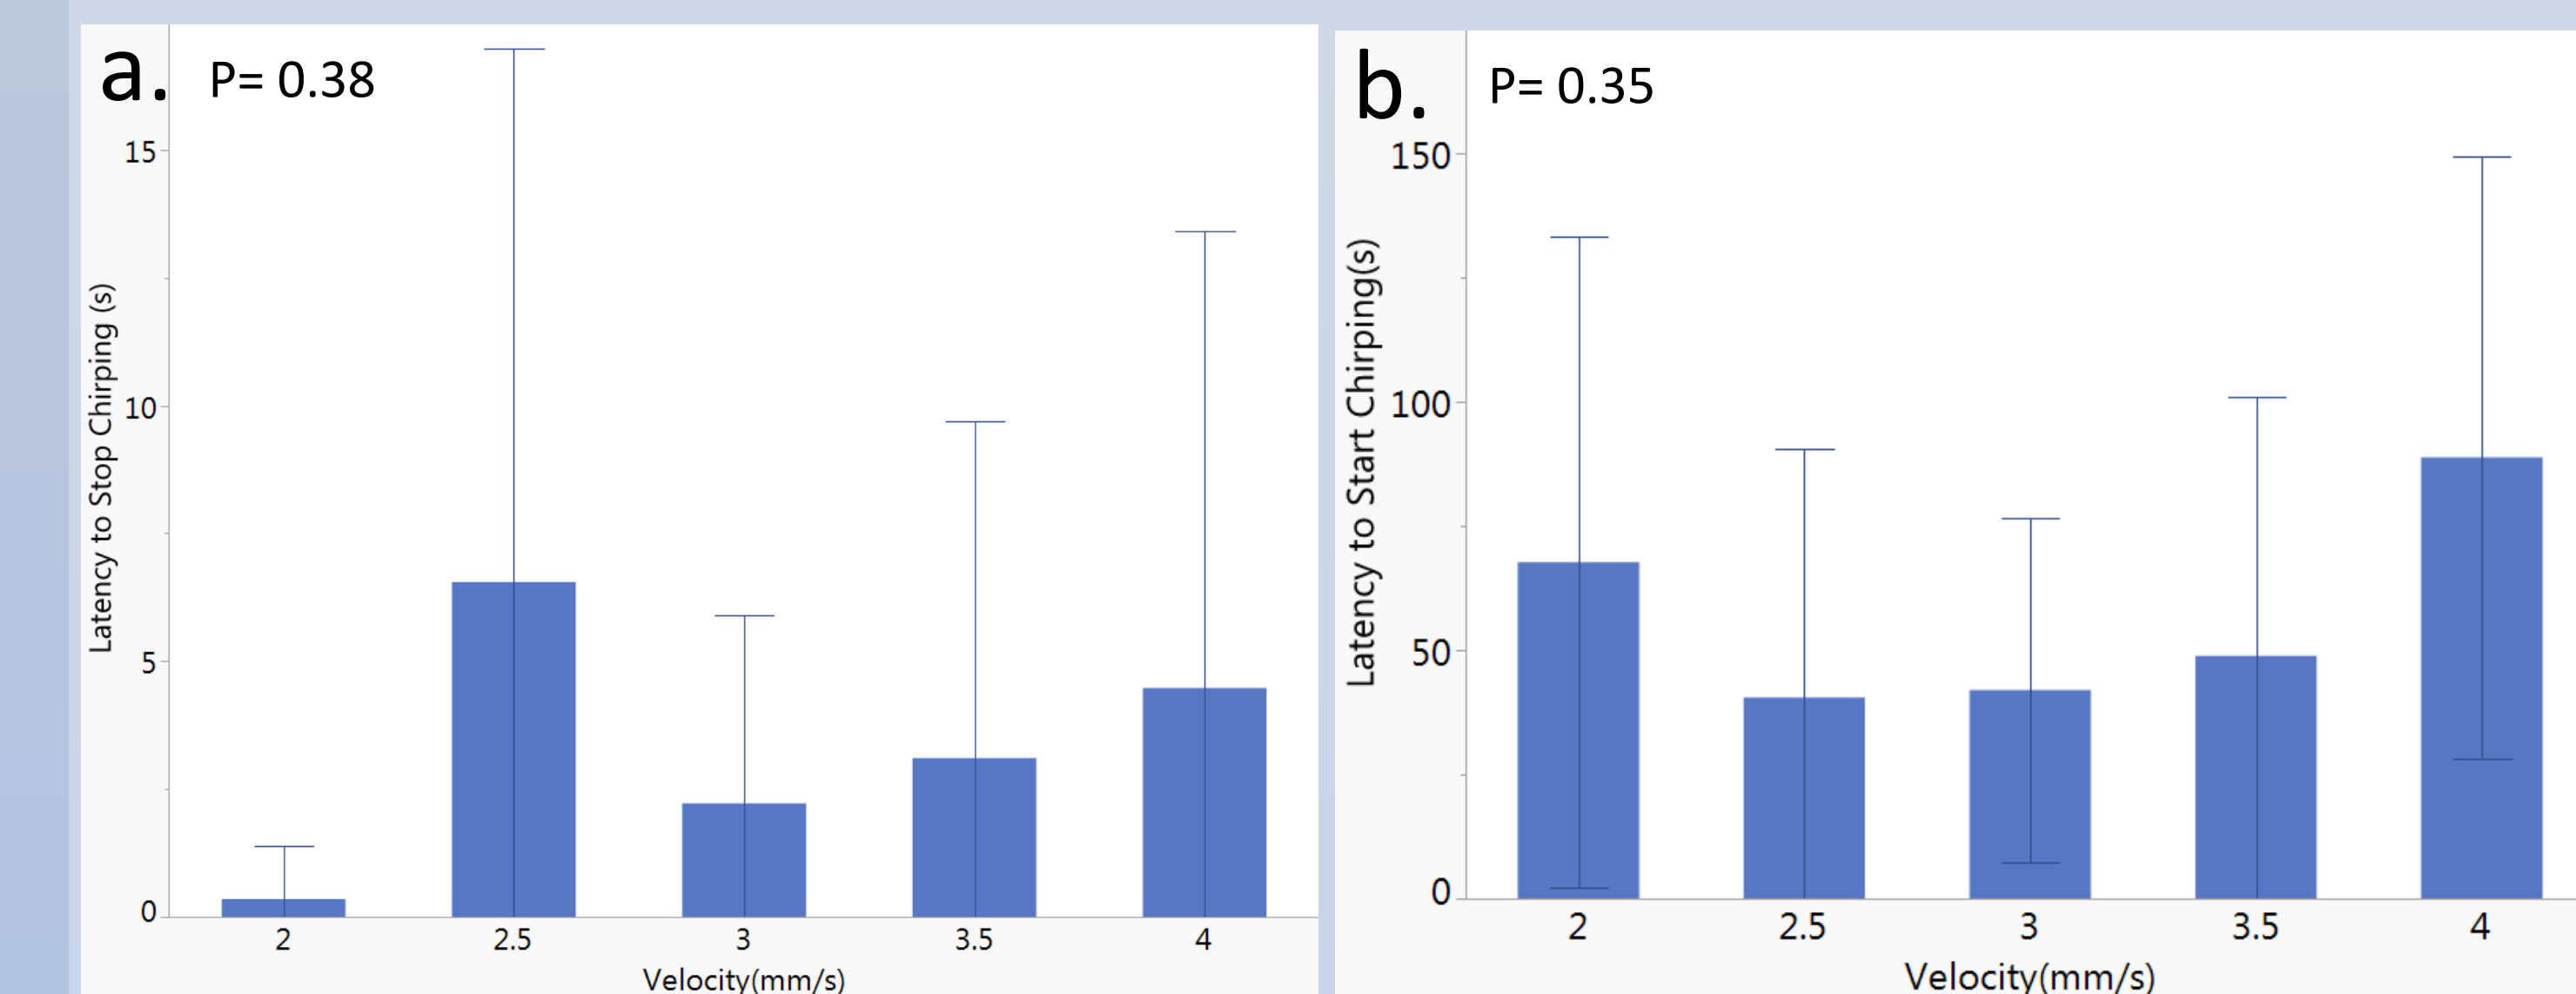 a.
P= 0.38
Latency to Stop Chirping (s)
15
10
5
0
2 2.5 3 3.5 4
Velocity(mm/s)
b.
P= 0.35
Latency to Start Chirping(s)
150
100
50
0
2 2.5 3 3.5 4
Velocity(mm/s)